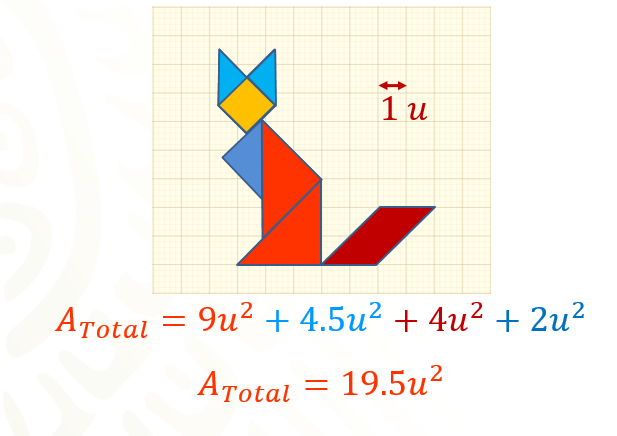 1 u
A_Total = 9u² + 4.5u² + 4u² + 2u²
A_Total = 19.5u²